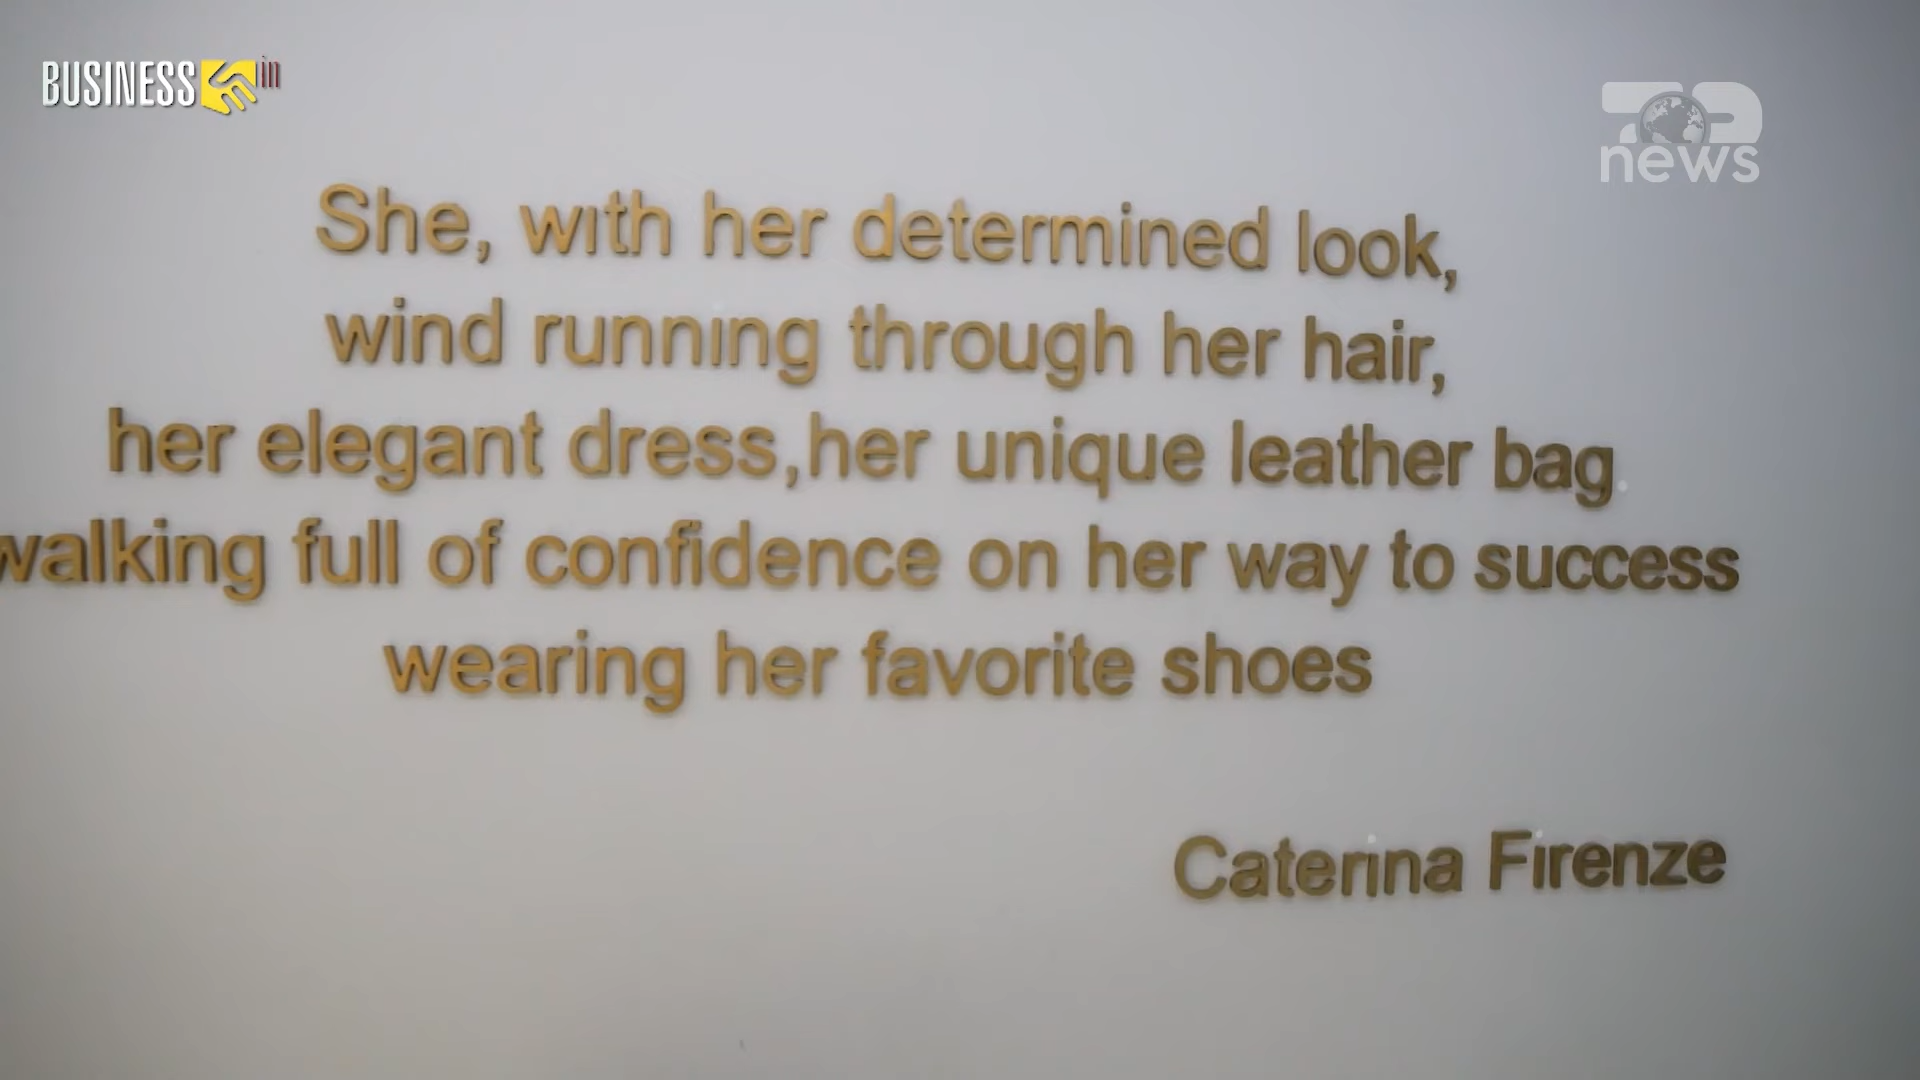 BUSINESS in
TOP news
She, with her determined look,
wind running through her hair,
her elegant dress,her unique leather bag
walking full of confidence on her way to success
wearing her favorite shoes
Caterina Firenze